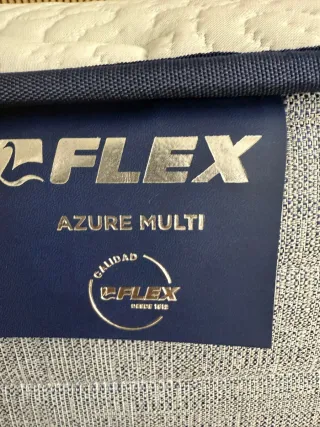 FLEX
AZURE MULTI
CALIDAD
FLEX
DESDE 1912